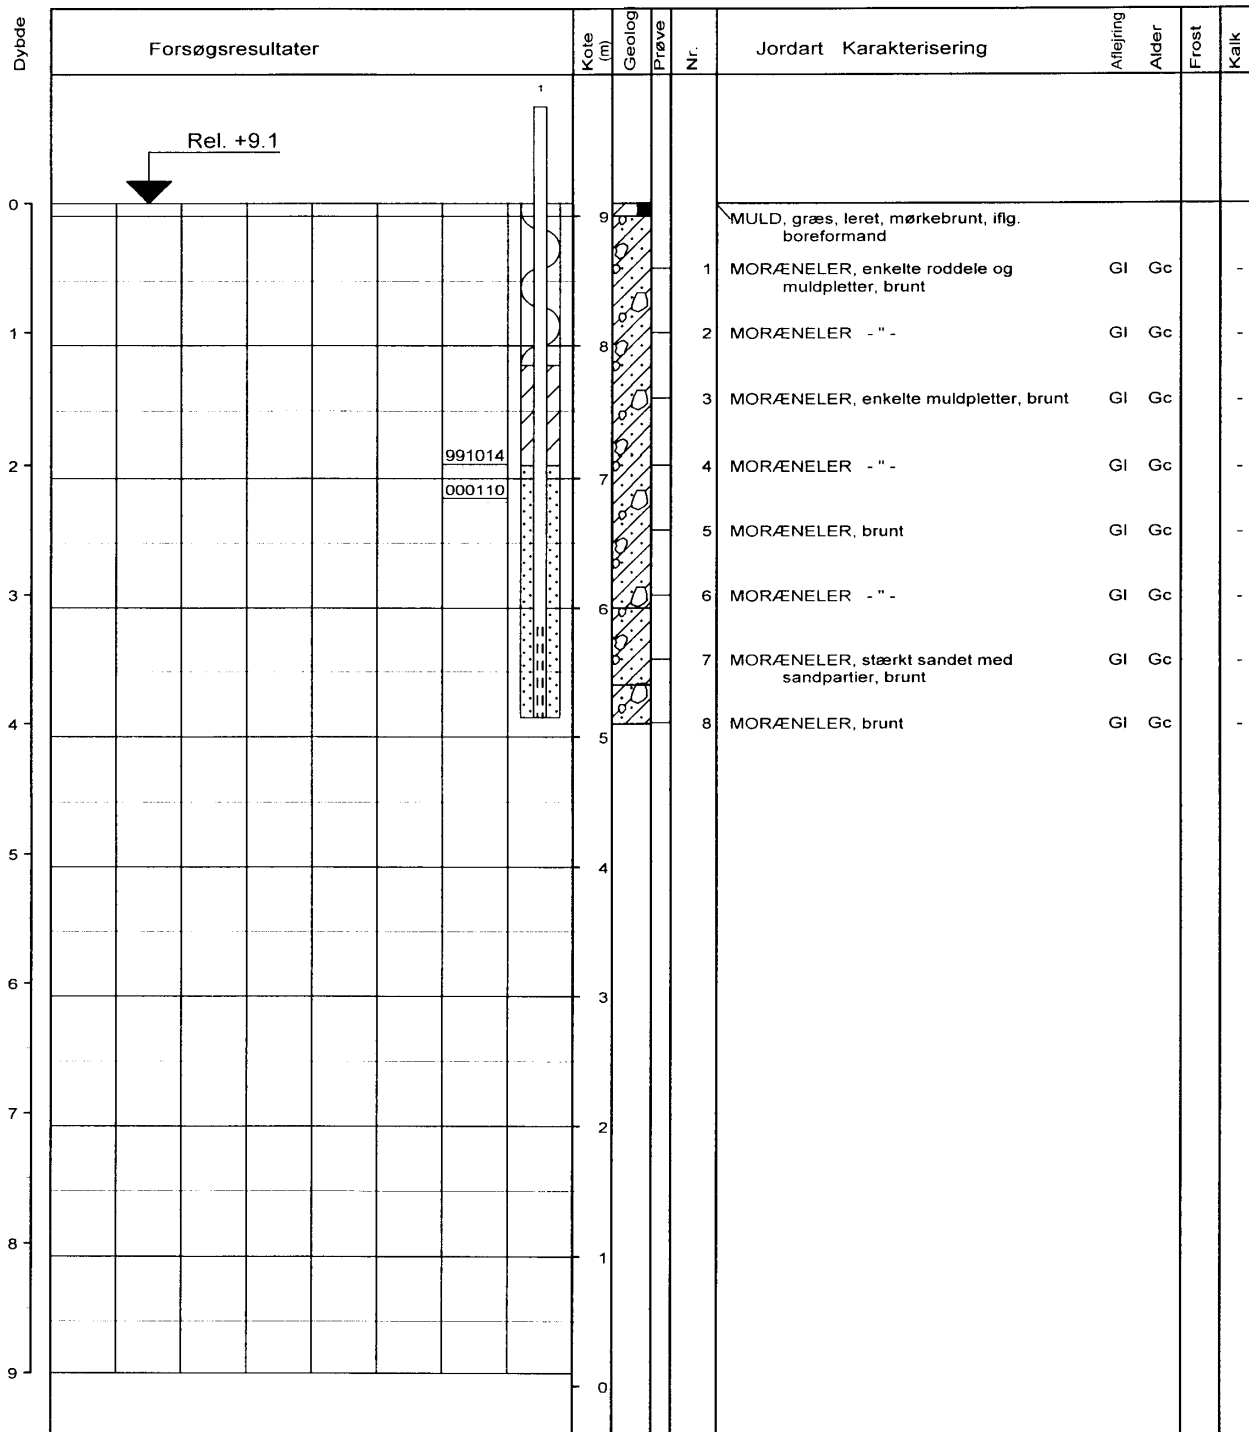 Dybde
Forsøgsresultater
Kote
(m)
Geologi
Prøve
Nr.
Jordart Karakterisering
Aflejring
Alder
Frost
Kalk
1
Rel. +9.1
0
9
MULD, græs, leret, mørkebrunt, iflg.
boreformand
1 MORÆNELER, enkelte roddele og Gl Gc -
muldpletter, brunt
1
8
2 MORÆNELER - " - Gl Gc -
3 MORÆNELER, enkelte muldpletter, brunt Gl Gc -
991014
2
7
4 MORÆNELER - " - Gl Gc -
000110
5 MORÆNELER, brunt Gl Gc -
3
6
6 MORÆNELER - " - Gl Gc -
7 MORÆNELER, stærkt sandet med Gl Gc -
sandpartier, brunt
4
5
8 MORÆNELER, brunt Gl Gc -
5
4
6
3
7
2
8
1
9
0